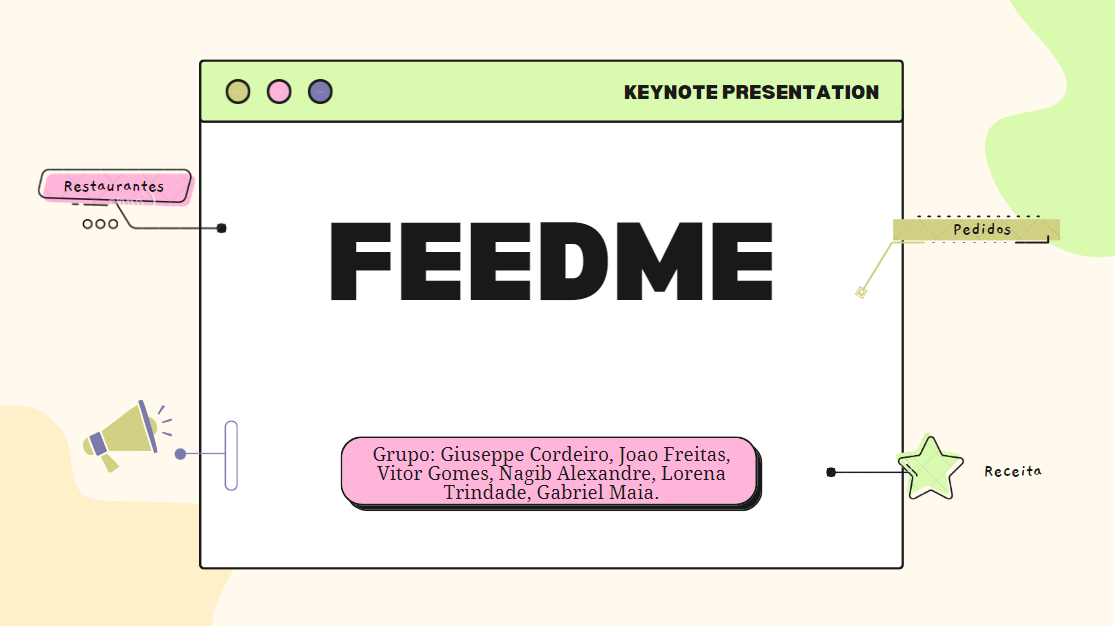 KEYNOTE PRESENTATION
Restaurantes
Pedidos
FEEDME
Grupo: Giuseppe Cordeiro, Joao Freitas,
Vitor Gomes, Nagib Alexandre, Lorena
Trindade, Gabriel Maia.
Receita